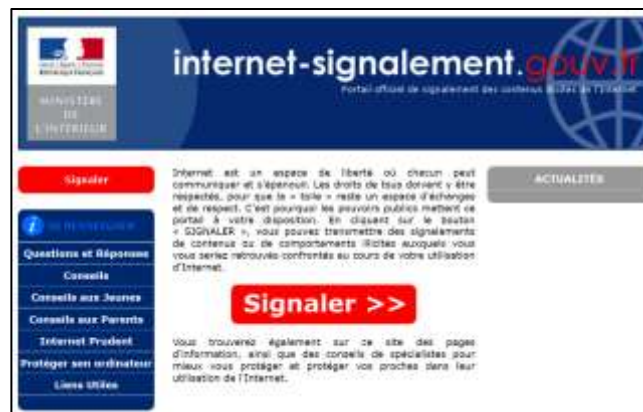 internet-signalement.gouv.fr
Portail officiel de signalement des contenus illicites de l'Internet
MINISTÈRE
DE
L'INTÉRIEUR
Signaler
Internet est un espace de liberté où chacun peut
communiquer et s'épanouir. Les droits de tous doivent y être
respectés, pour que la « toile » reste un espace d'échanges
et de respect. C'est pourquoi les pouvoirs publics mettent ce
portail à votre disposition. En cliquant sur le bouton
« SIGNALER », vous pouvez transmettre des signalements
de contenus ou de comportements illicites auxquels vous
vous seriez retrouvés confrontés au cours de votre utilisation
d'Internet.
Signaler >>
Vous trouverez également sur ce site des pages
d'information, ainsi que des conseils de spécialistes pour
mieux vous protéger et protéger vos proches dans leur
utilisation de l'Internet.
ACTUALITÉS
SE RENSEIGNER
Questions et Réponses
Conseils
Conseils aux Jeunes
Conseils aux Parents
Internet Prudent
Protéger son ordinateur
Liens Utiles